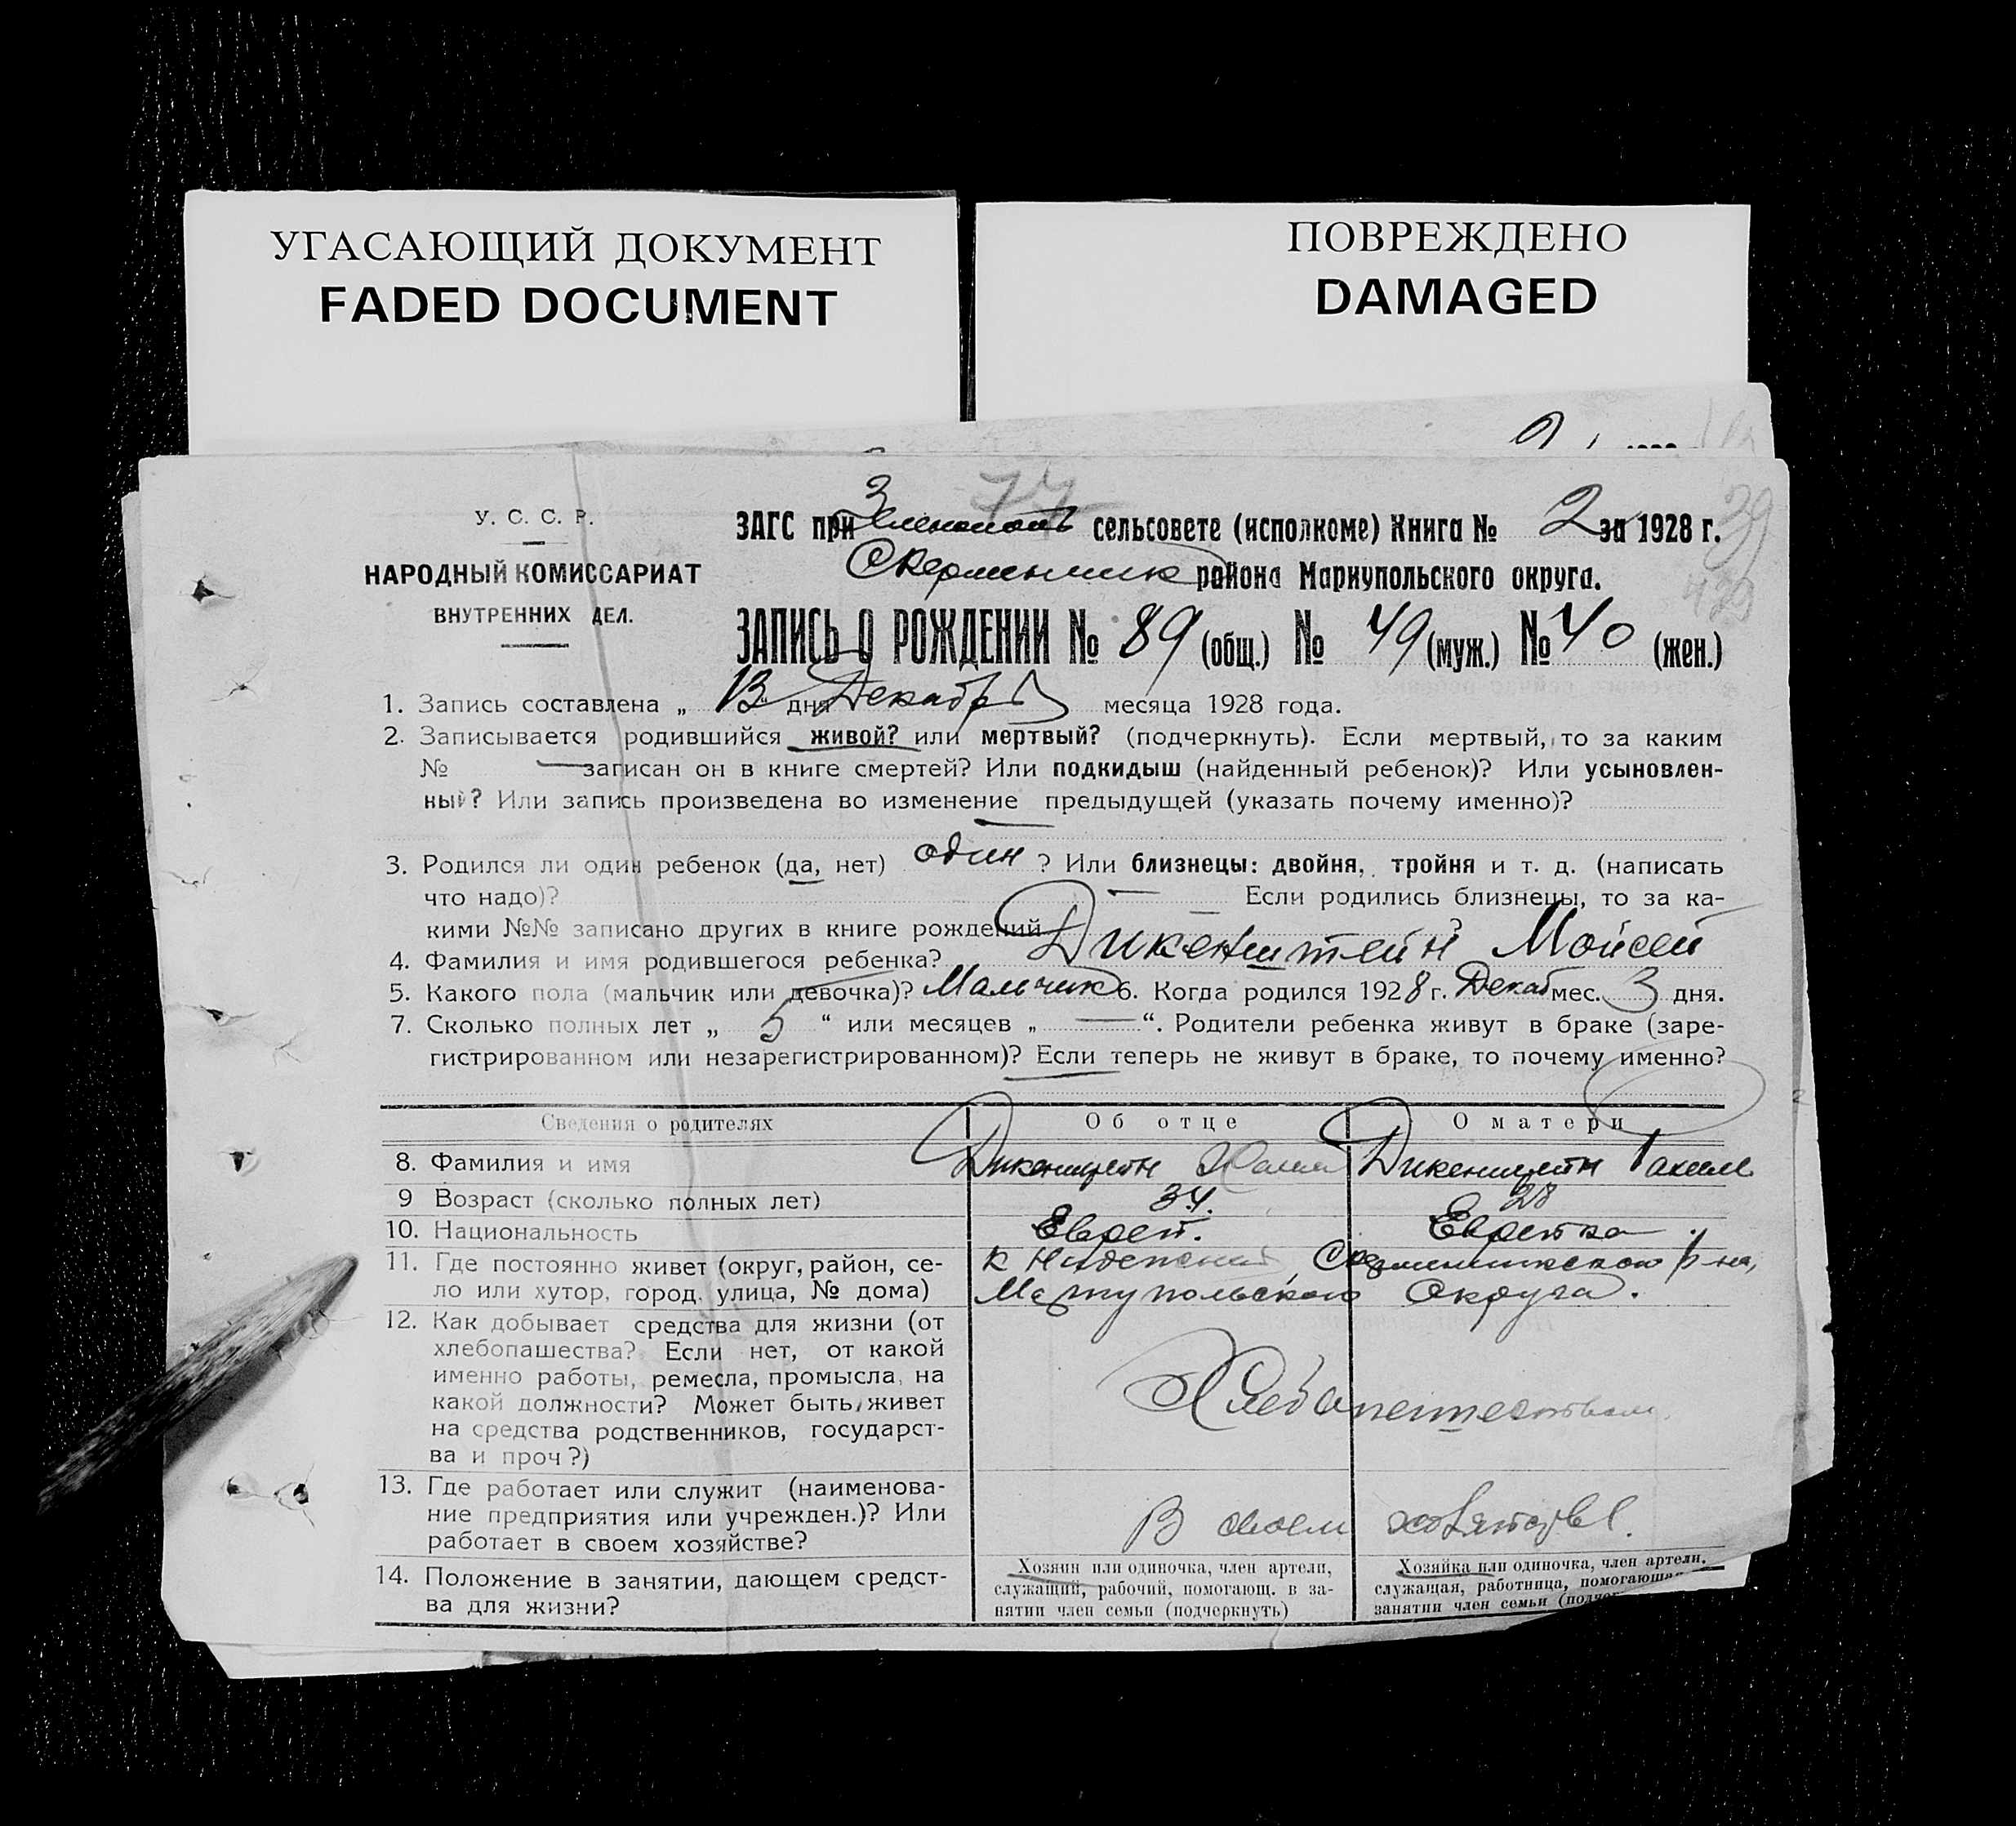 УГАСАЮЩИЙ ДОКУМЕНТ
FADED DOCUMENT
ПОВРЕЖДЕНО
DAMAGED
77
39
У. С. С. Р.
НАРОДНЫЙ КОМИССАРИАТ
ВНУТРЕННИХ ДЕЛ.
ЗАГС при сельсовете (исполкоме) Книга № 2 за 1928 г.
района Мариупольского округа.
ЗАПИСЬ О РОЖДЕНИИ № 89 (общ.) № 49 (муж.) № 40 (жен.)
1. Запись составлена „ 13 “ дня Декабря месяца 1928 года.
2. Записывается родившийся живой? или мертвый? (подчеркнуть). Если мертвый, то за каким
№ — записан он в книге смертей? Или подкидыш (найденный ребенок)? Или усыновлен-
ный? Или запись произведена во изменение предыдущей (указать почему именно)?
—
3. Родился ли один ребенок (да, нет) один ? Или близнецы: двойня, тройня и т. д. (написать
что надо)? — Если родились близнецы, то за ка-
кими №№ записано других в книге рождений — ?
4. Фамилия и имя родившегося ребенка? Дикенштейн Мойсей
5. Какого пола (мальчик или девочка)? Мальчик 6. Когда родился 1928 г. Декаб мес. 3 дня.
7. Сколько полных лет „ 5 “ или месяцев „ — “. Родители ребенка живут в браке (заре-
гистрированном или незарегистрированном)? Если теперь не живут в браке, то почему именно?
Сведения о родителях Об отце О матери
8. Фамилия и имя Дикенштейн Дикенштейн Рахиль
9 Возраст (сколько полных лет) 34. 28
10. Национальность Еврей. Еврейка
11. Где постоянно живет (округ, район, се-
ло или хутор, город, улица, № дома)
р-на,
Мариупольского Округа.
12. Как добывает средства для жизни (от
хлебопашества? Если нет, от какой
именно работы, ремесла, промысла, на
какой должности? Может быть, живет
на средства родственников, государст-
ва и проч?)
Хлебопашеством
13. Где работает или служит (наименова-
ние предприятия или учрежден.)? Или
работает в своем хозяйстве?
В своем хозяйстве.
14. Положение в занятии, дающем средст-
ва для жизни?
Хозяин или одиночка, член артели,
служащий, рабочий, помогающ. в за-
нятии член семьи (подчеркнуть)
Хозяйка или одиночка, член артели,
служащая, работница, помогающая
занятии член семьи